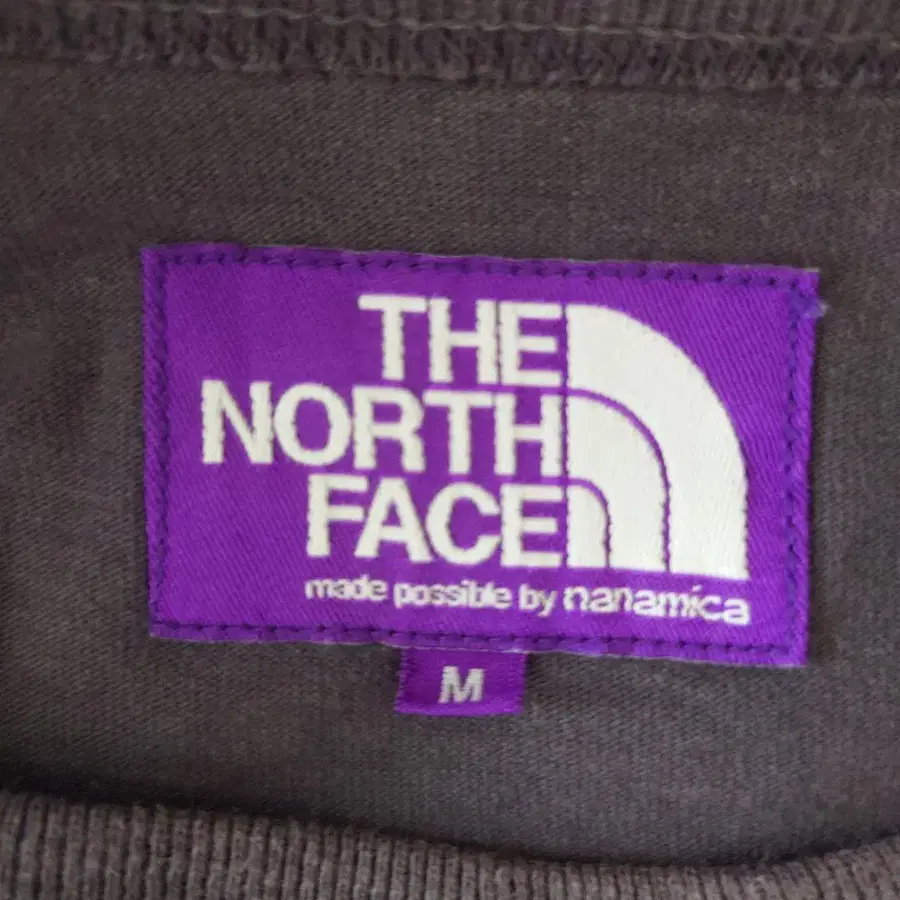 THE
NORTH
FACE
made possible by nanamica
M